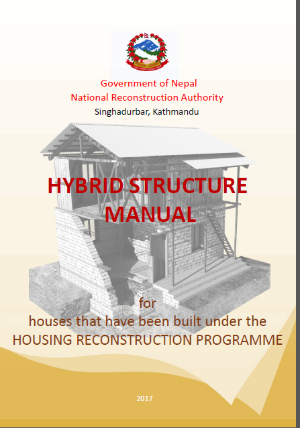 Government of Nepal
National Reconstruction Authority
Singhadurbar, Kathmandu
HYBRID STRUCTURE
MANUAL
for
houses that have been built under the
HOUSING RECONSTRUCTION PROGRAMME
2017